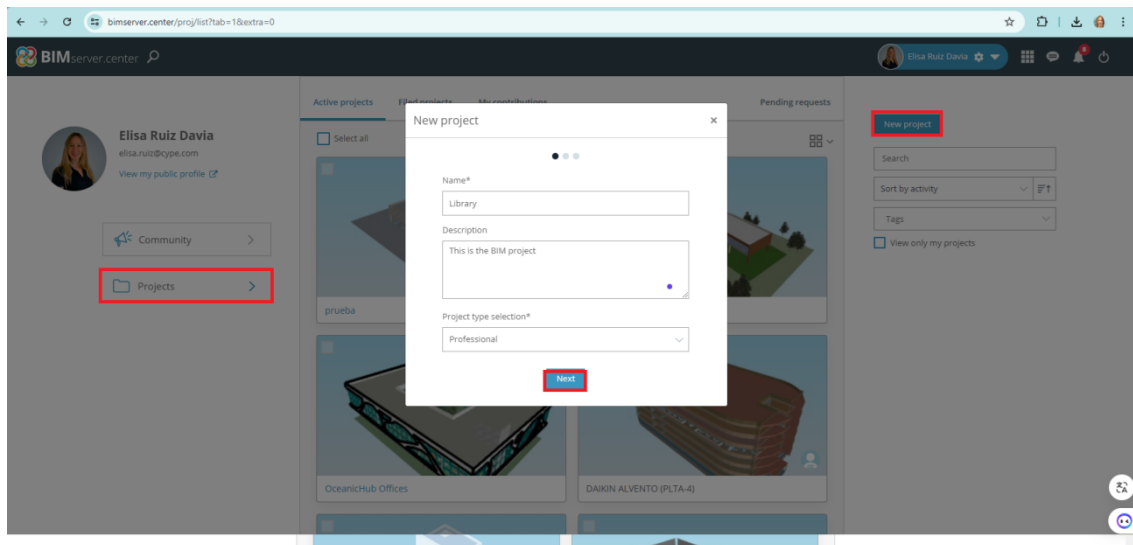 bimserver.center/proj/list?tab=1&extra=0
BIMserver.center
Elisa Ruiz Davia
Elisa Ruiz Davia
elisa.ruiz@cype.com
View my public profile
Community
Projects
Active projects Filed projects My contributions Pending requests
Select all
prueba
OceanicHub Offices
DAIKIN ALVENTO (PLTA-4)
New project
Name*
Library
Description
This is the BIM project
Project type selection*
Professional
Next
New project
Search
Sort by activity
Tags
View only my projects